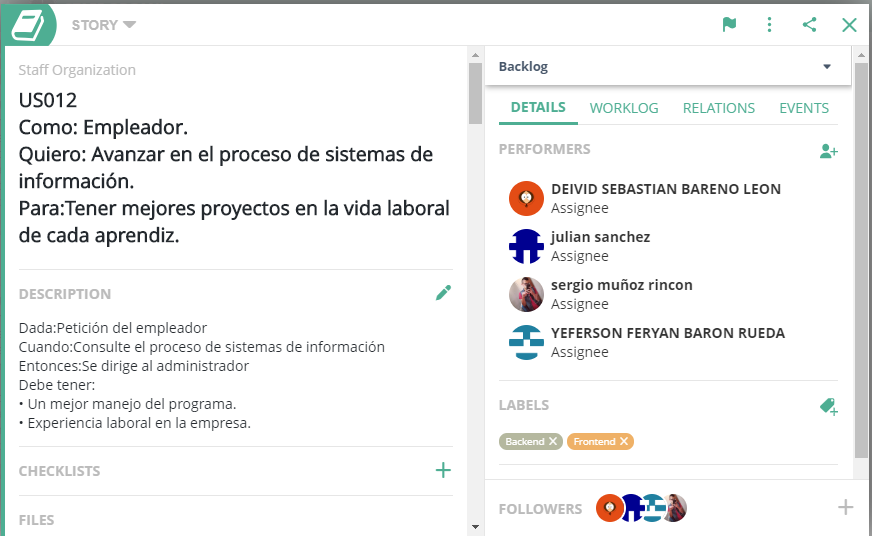 STORY
Staff Organization
US012
Como: Empleador.
Quiero: Avanzar en el proceso de sistemas de
información.
Para:Tener mejores proyectos en la vida laboral
de cada aprendiz.
DESCRIPTION
Dada:Petición del empleador
Cuando:Consulte el proceso de sistemas de información
Entonces:Se dirige al administrador
Debe tener:
• Un mejor manejo del programa.
• Experiencia laboral en la empresa.
CHECKLISTS
FILES
Backlog
DETAILS WORKLOG RELATIONS EVENTS
PERFORMERS
DEIVID SEBASTIAN BARENO LEON
Assignee
julian sanchez
Assignee
sergio muñoz rincon
Assignee
YEFERSON FERYAN BARON RUEDA
Assignee
LABELS
Backend Frontend
FOLLOWERS